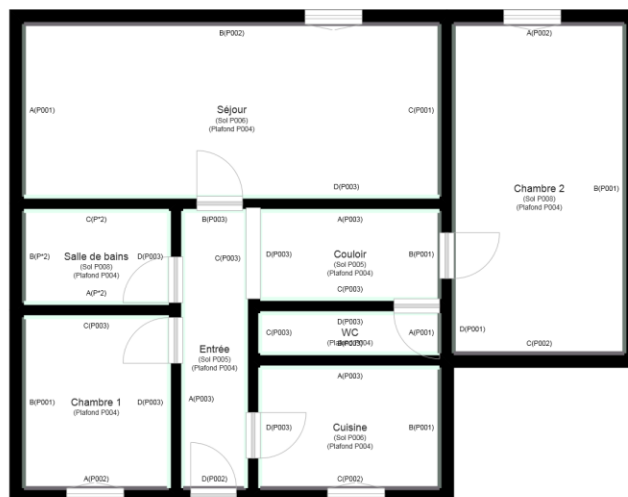 B(P002)
A(P002)
A(P001)
Séjour
(Sol P006)
(Plafond P004)
C(P001)
D(P003)
Chambre 2
(Sol P008)
(Plafond P004)
B(P001)
D(P001)
C(P002)
C(P*2)
B(P*2)
Salle de bains
(Sol P008)
(Plafond P004)
D(P003)
A(P*2)
B(P003)
C(P003)
Entrée
(Sol P005)
(Plafond P004)
A(P003)
D(P002)
A(P003)
D(P003)
Couloir
(Sol P005)
(Plafond P004)
B(P001)
C(P003)
D(P003)
C(P003)
WC
A(P001)
C(P003)
B(P001)
Chambre 1
(Plafond P004)
D(P003)
A(P002)
A(P003)
D(P003)
Cuisine
(Sol P006)
(Plafond P004)
B(P001)
C(P002)